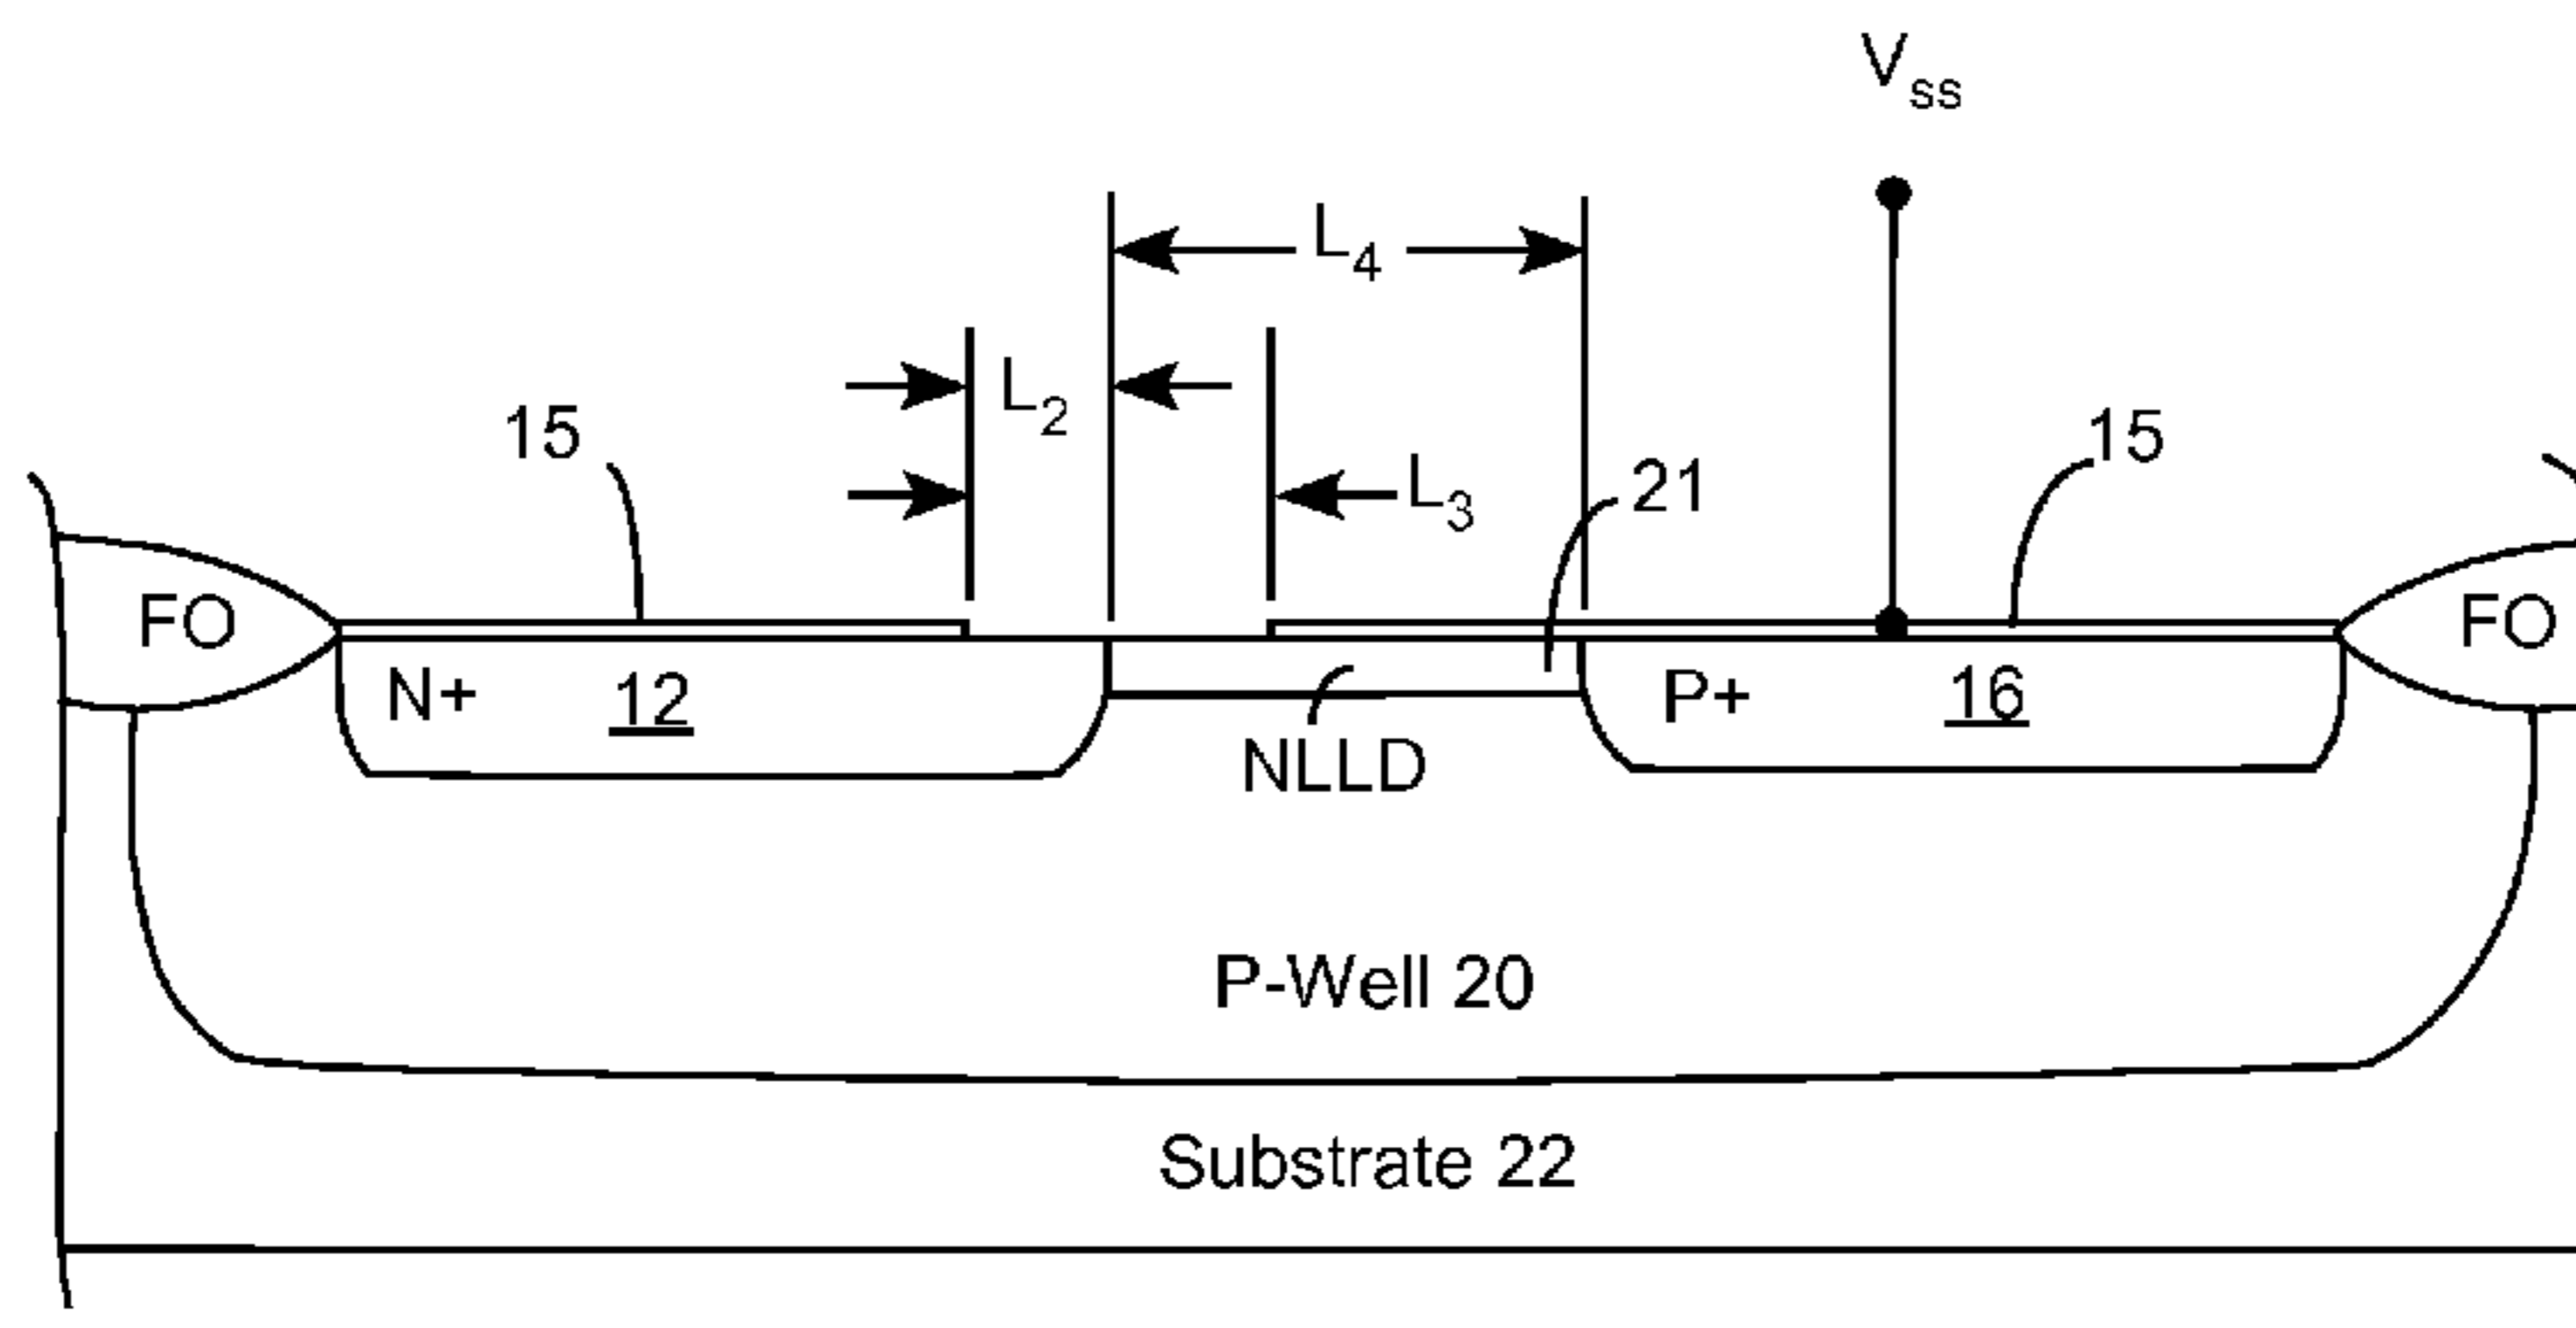 Vss
L4
L2
15
15
L3
21
FO
FO
N+ 12
P+ 16
NLLD
P-Well 20
Substrate 22